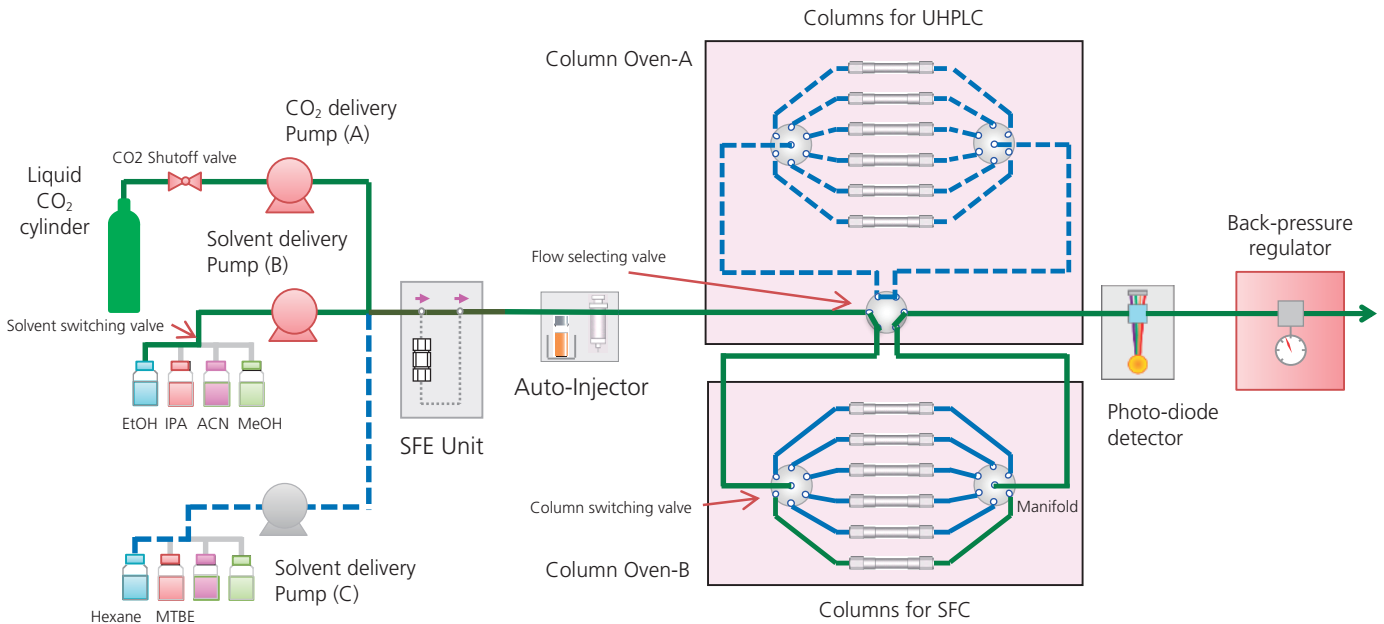 Columns for UHPLC
Column Oven-A
CO₂ delivery
Pump (A)
CO2 Shutoff valve
Liquid
CO₂
cylinder
Solvent delivery
Pump (B)
Flow selecting valve
Back-pressure
regulator
Solvent switching valve
EtOH IPA ACN MeOH
SFE Unit
Auto-Injector
Photo-diode
detector
Column switching valve
Manifold
Solvent delivery
Pump (C)
Column Oven-B
Hexane MTBE
Columns for SFC